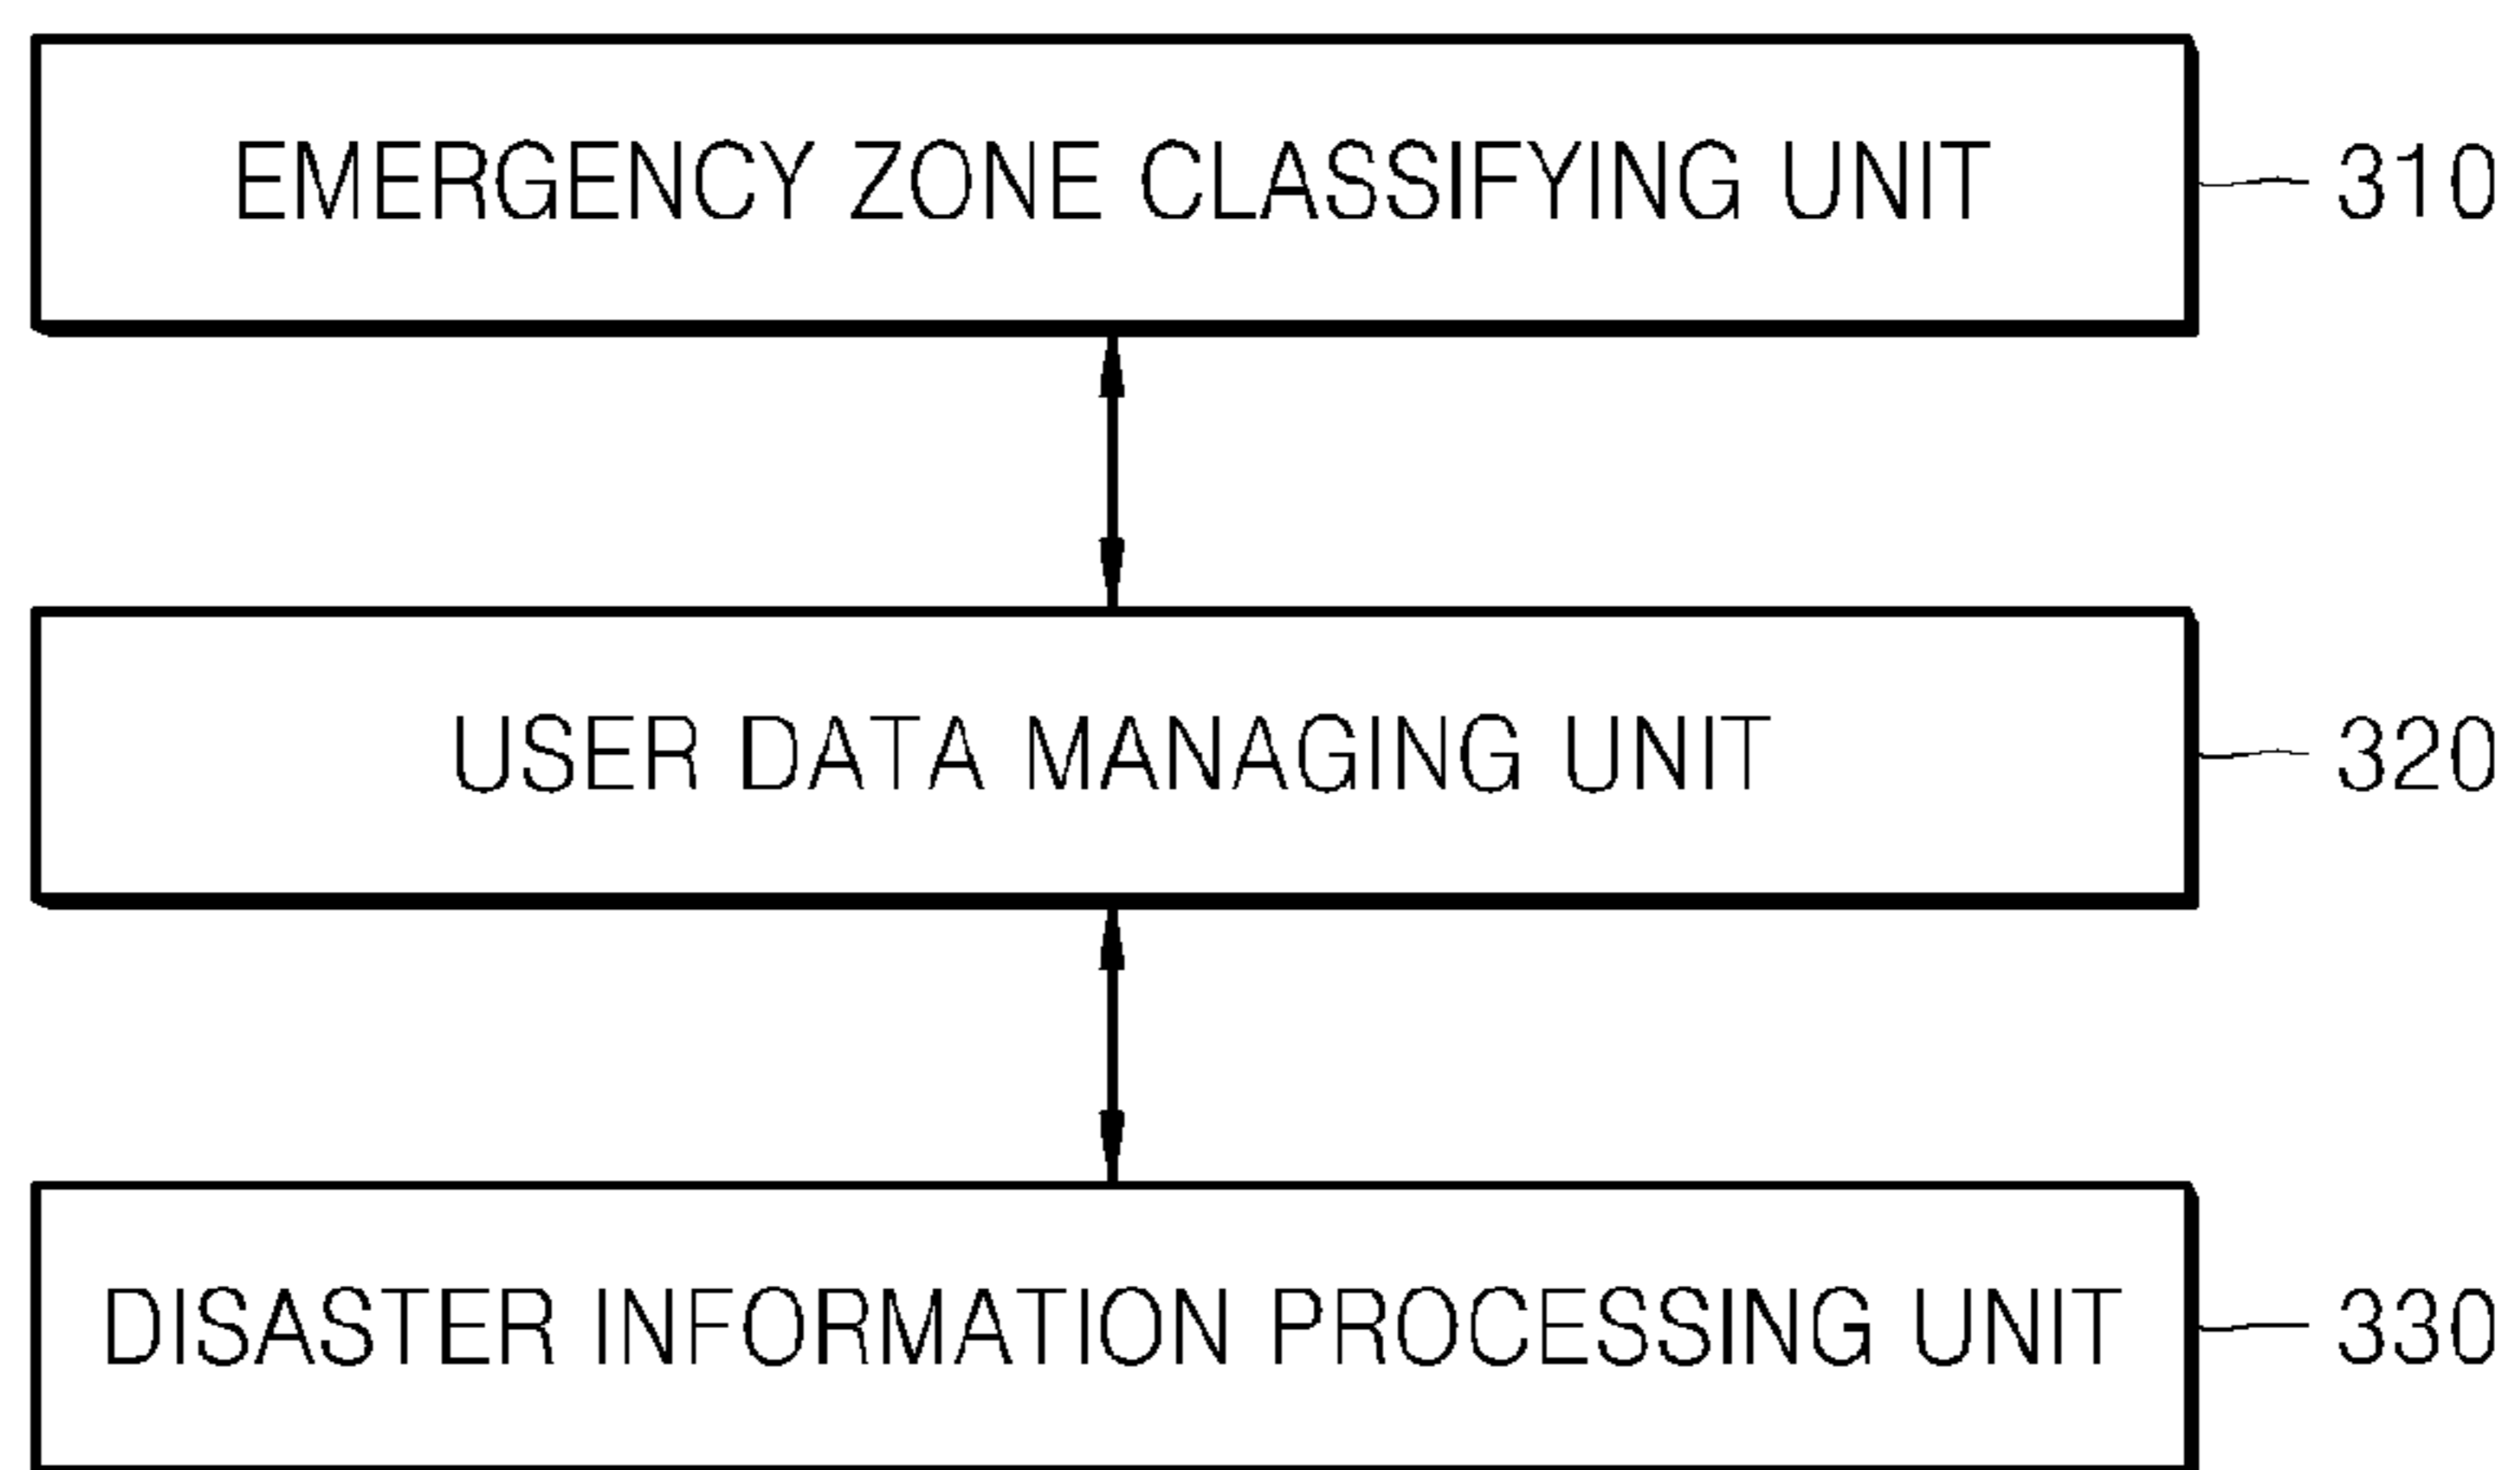 EMERGENCY ZONE CLASSIFYING UNIT 310
USER DATA MANAGING UNIT 320
DISASTER INFORMATION PROCESSING UNIT 330